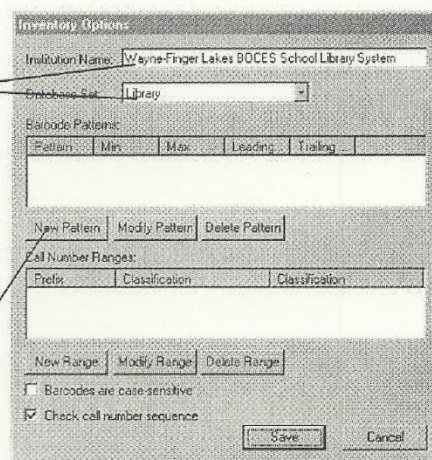 Inventory Options
Institution Name: Wayne-Finger Lakes BOCES School Library System
Database Set: Library
Barcode Patterns:
Pattern Min Max Leading... Trailing...
New Pattern Modify Pattern Delete Pattern
Call Number Ranges:
Prefix Classification Classification
New Range Modify Range Delete Range
Barcodes are case-sensitive
Check call number sequence
Save Cancel